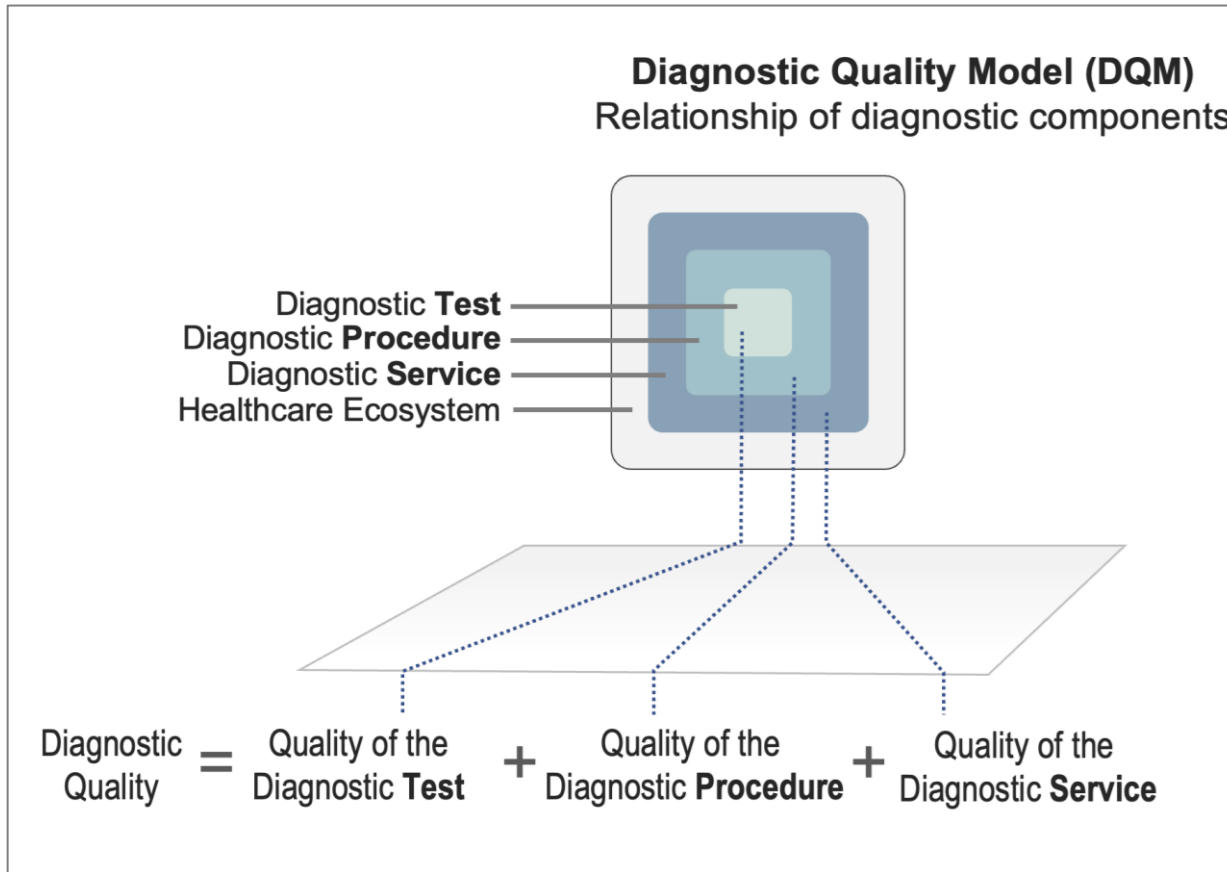 Diagnostic Quality Model (DQM)
Relationship of diagnostic components
Diagnostic Test
Diagnostic Procedure
Diagnostic Service
Healthcare Ecosystem
Diagnostic
Quality
=
Quality of the
Diagnostic Test
+
Quality of the
Diagnostic Procedure
+
Quality of the
Diagnostic Service